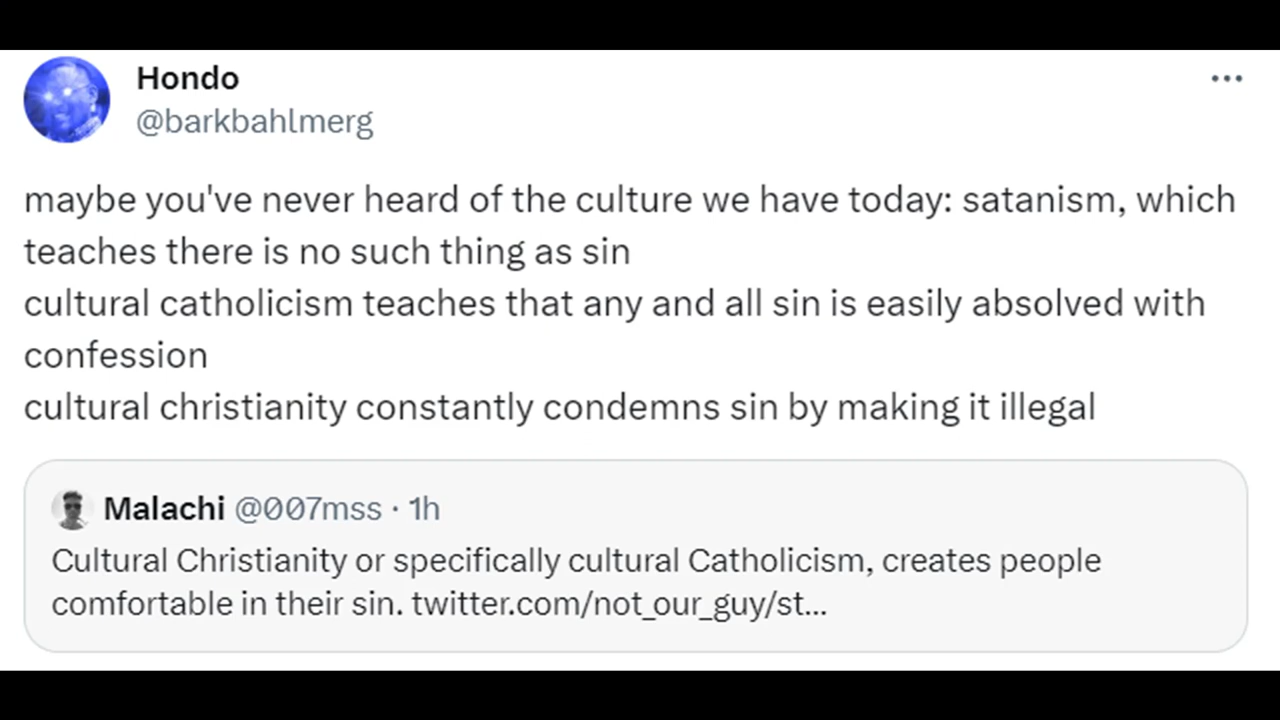 Hondo
@barkbahlmerg
maybe you've never heard of the culture we have today: satanism, which
teaches there is no such thing as sin
cultural catholicism teaches that any and all sin is easily absolved with
confession
cultural christianity constantly condemns sin by making it illegal
Malachi @007mss · 1h
Cultural Christianity or specifically cultural Catholicism, creates people
comfortable in their sin. twitter.com/not_our_guy/st...